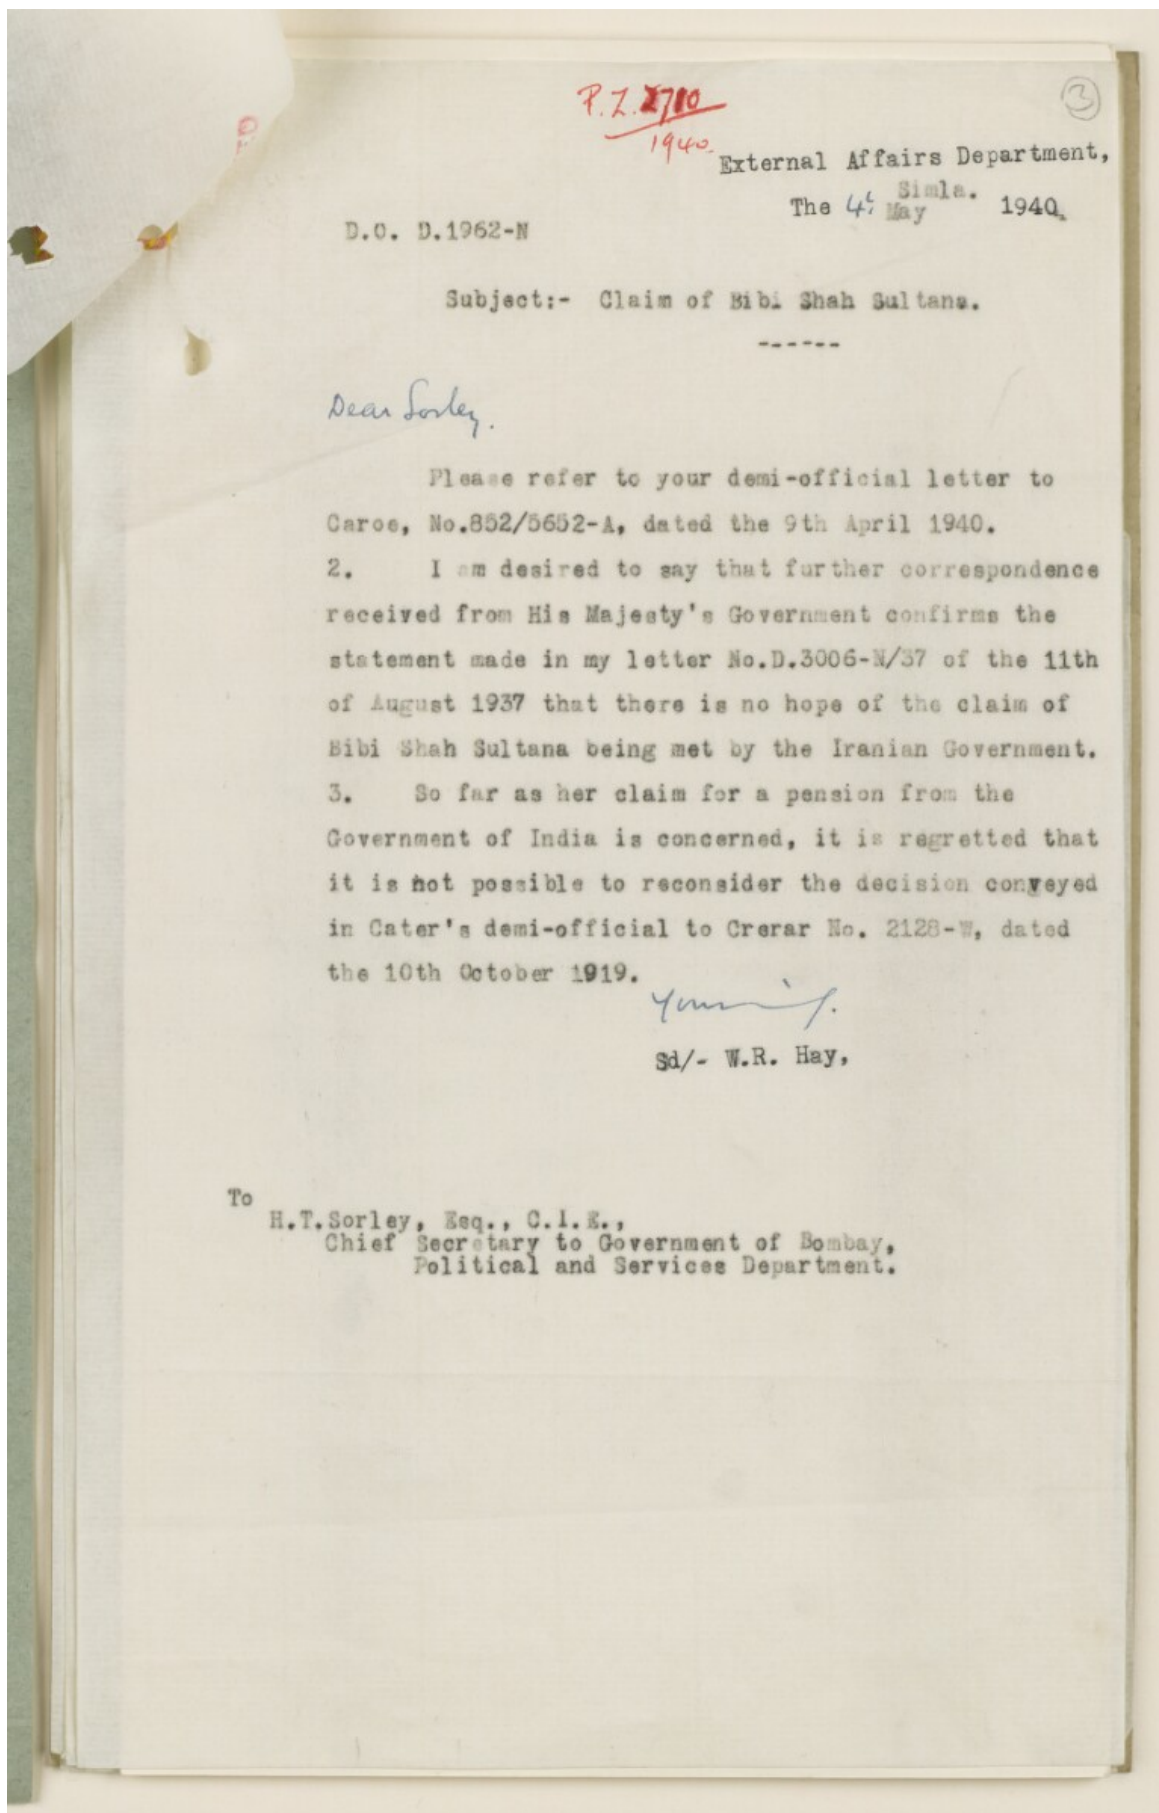 P.Z. 2710
1940.
3
External Affairs Department,
Simla.
The 4th May 1940.
D.O. D.1962-N
Subject:- Claim of Bibi Shah Sultana.
------
Dear Sorley.
Please refer to your demi-official letter to
Caroe, No.852/5652-A, dated the 9th April 1940.
2. I am desired to say that further correspondence
received from His Majesty's Government confirms the
statement made in my letter No.D.3006-N/37 of the 11th
of August 1937 that there is no hope of the claim of
Bibi Shah Sultana being met by the Iranian Government.
3. So far as her claim for a pension from the
Government of India is concerned, it is regretted that
it is not possible to reconsider the decision conveyed
in Cater's demi-official to Crerar No. 2128-W, dated
the 10th October 1919.
Sd/- W.R. Hay,
To
H.T.Sorley, Esq., C.I.E.,
Chief Secretary to Government of Bombay,
Political and Services Department.